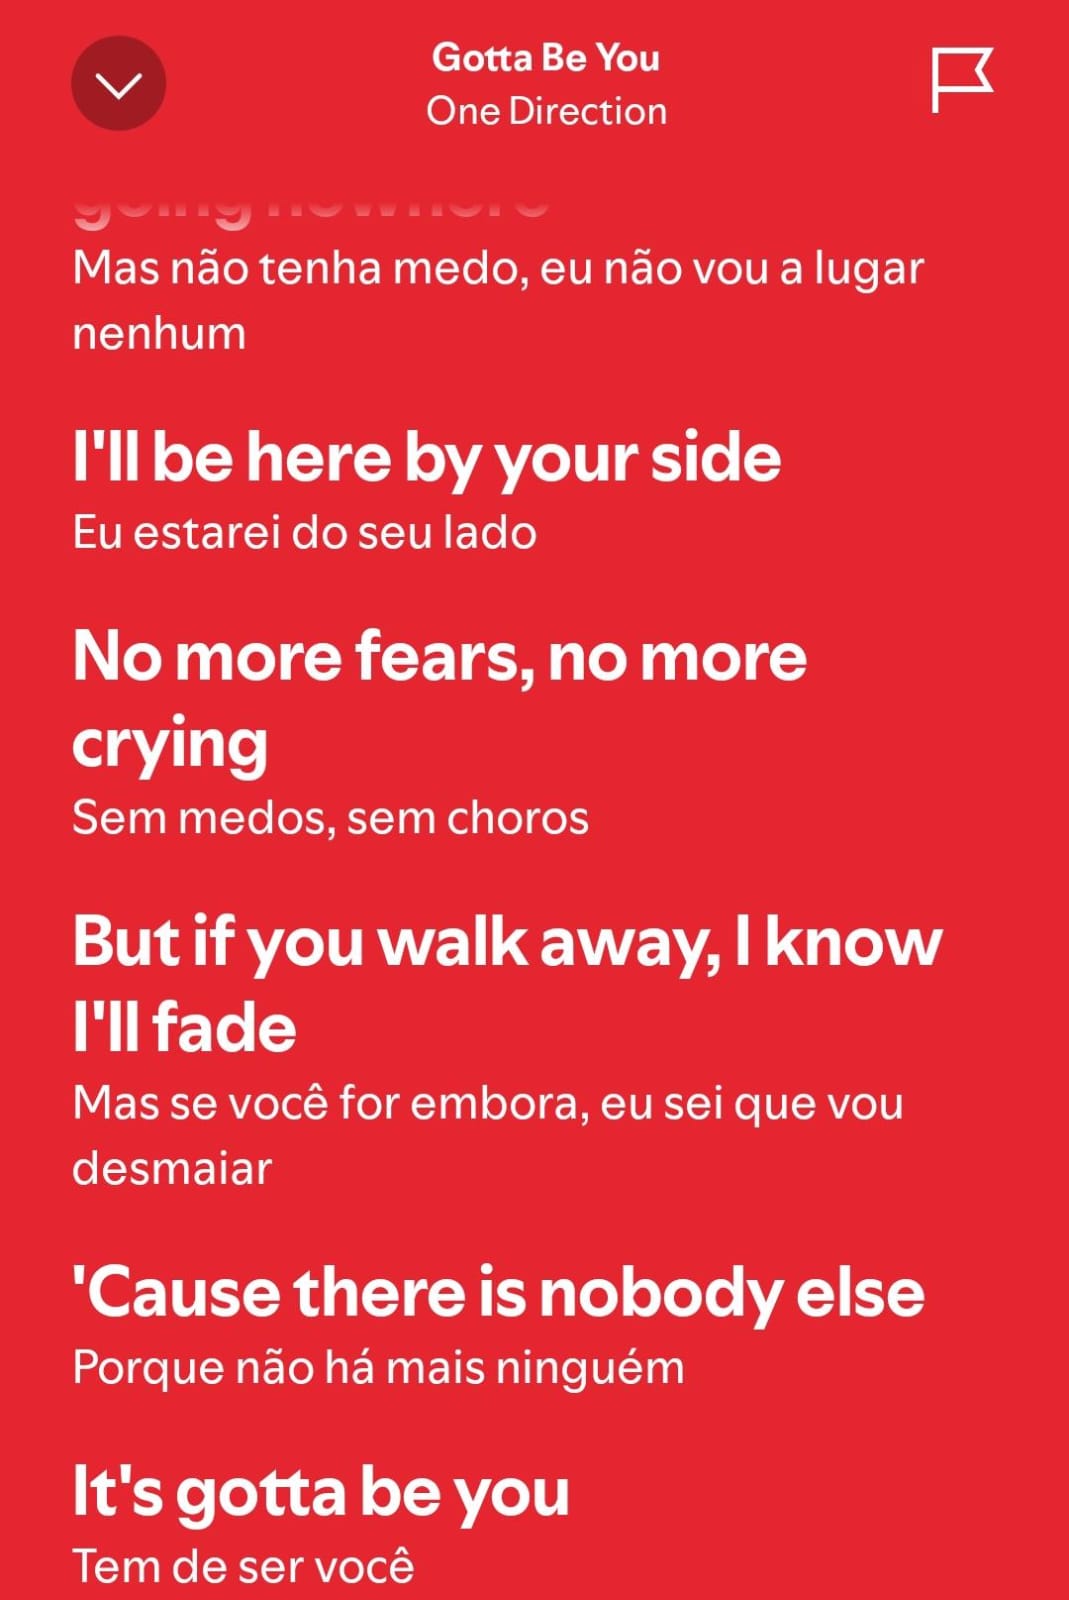 Gotta Be You
One Direction
going nowhere
Mas não tenha medo, eu não vou a lugar
nenhum
I'll be here by your side
Eu estarei do seu lado
No more fears, no more
crying
Sem medos, sem choros
But if you walk away, I know
I'll fade
Mas se você for embora, eu sei que vou
desmaiar
'Cause there is nobody else
Porque não há mais ninguém
It's gotta be you
Tem de ser você